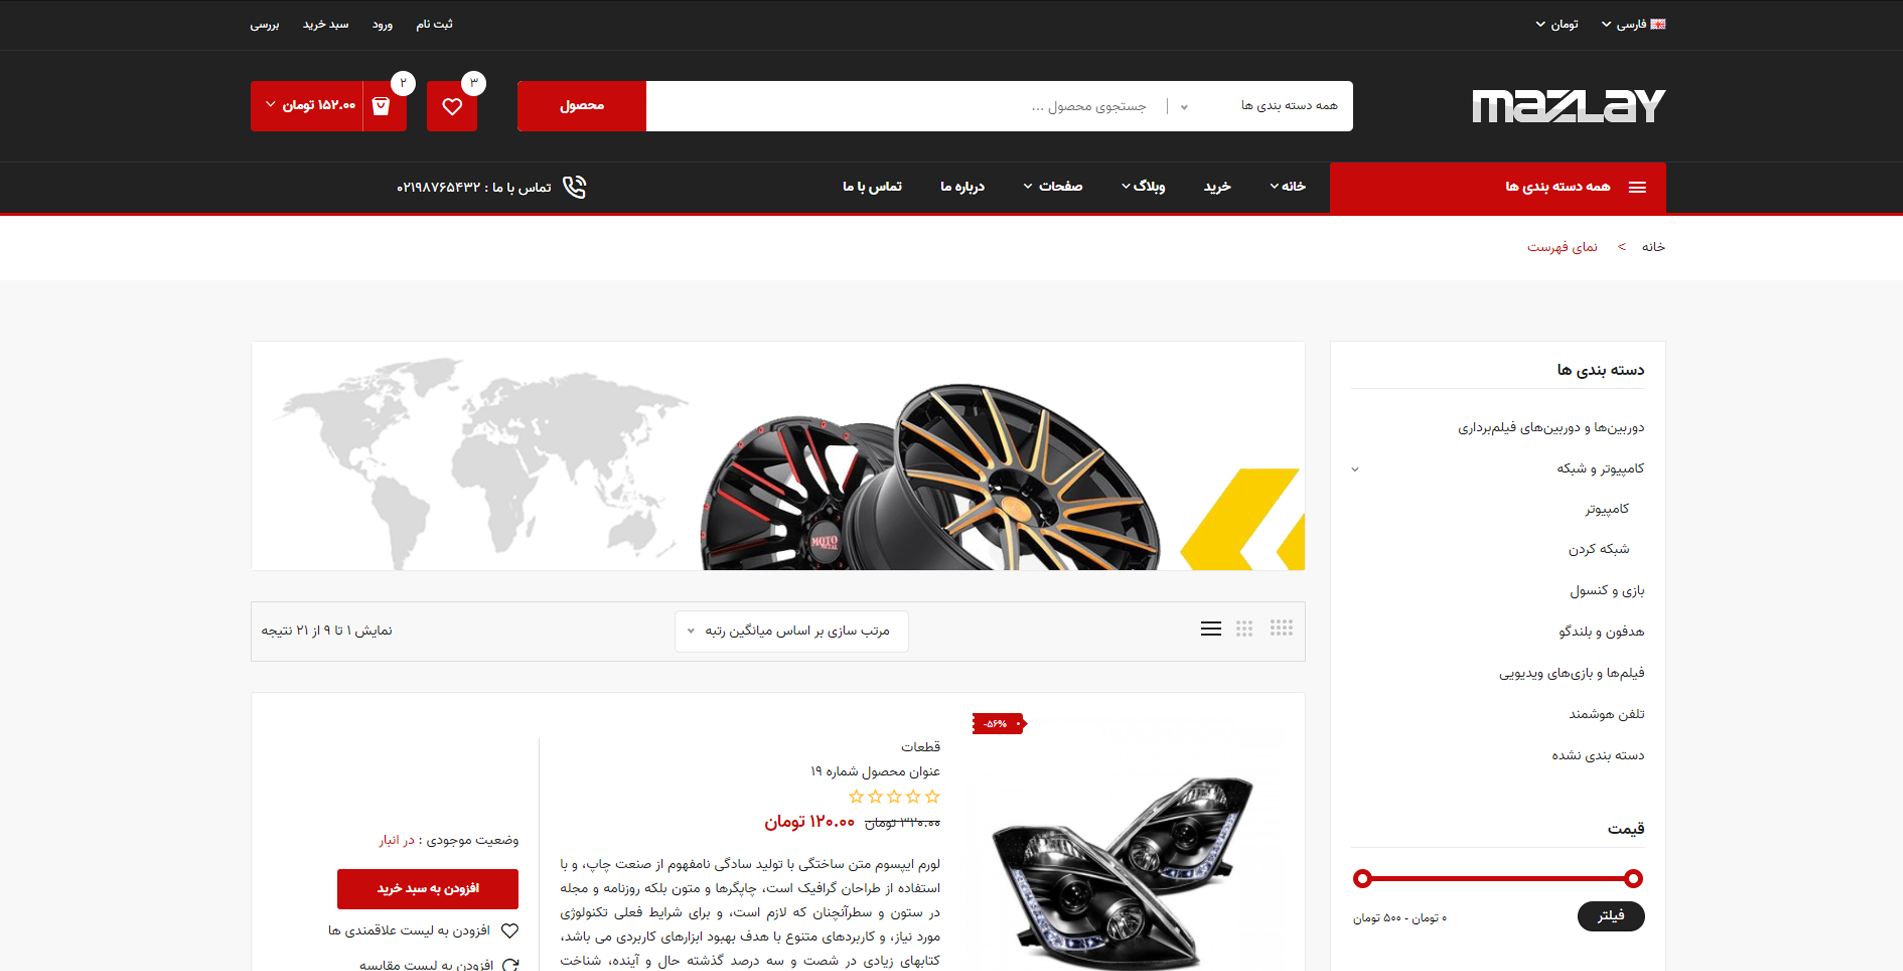 فارسی
تومان
ثبت نام
ورود
سبد خرید
بررسی
MAZLAY
همه دسته بندی ها
جستجوی محصول ...
محصول
۳
۲
۱۵۲.۰۰ تومان
همه دسته بندی ها
خانه
خرید
وبلاگ
صفحات
درباره ما
تماس با ما
تماس با ما : ۰۲۱۹۸۷۶۵۴۳۲
خانه > نمای فهرست
دسته بندی ها
دوربین‌ها و دوربین‌های فیلم‌برداری
کامپیوتر و شبکه
کامپیوتر
شبکه کردن
بازی و کنسول
هدفون و بلندگو
فیلم‌ها و بازی‌های ویدیویی
تلفن هوشمند
دسته بندی نشده
قیمت
فیلتر
۰ تومان - ۵۰۰ تومان
MOTO
METAL
مرتب سازی بر اساس میانگین رتبه
نمایش ۱ تا ۹ از ۲۱ نتیجه
-۵۶%
قطعات
عنوان محصول شماره ۱۹
۳۲۰.۰۰ تومان ۱۲۰.۰۰ تومان
لورم ایپسوم متن ساختگی با تولید سادگی نامفهوم از صنعت چاپ، و با
استفاده از طراحان گرافیک است، چاپگرها و متون بلکه روزنامه و مجله
در ستون و سطرآنچنان که لازم است، و برای شرایط فعلی تکنولوژی
مورد نیاز، و کاربردهای متنوع با هدف بهبود ابزارهای کاربردی می باشد،
کتابهای زیادی در شصت و سه درصد گذشته حال و آینده، شناخت
وضعیت موجودی : در انبار
افزودن به سبد خرید
افزودن به لیست علاقمندی ها
افزودن به لیست مقایسه